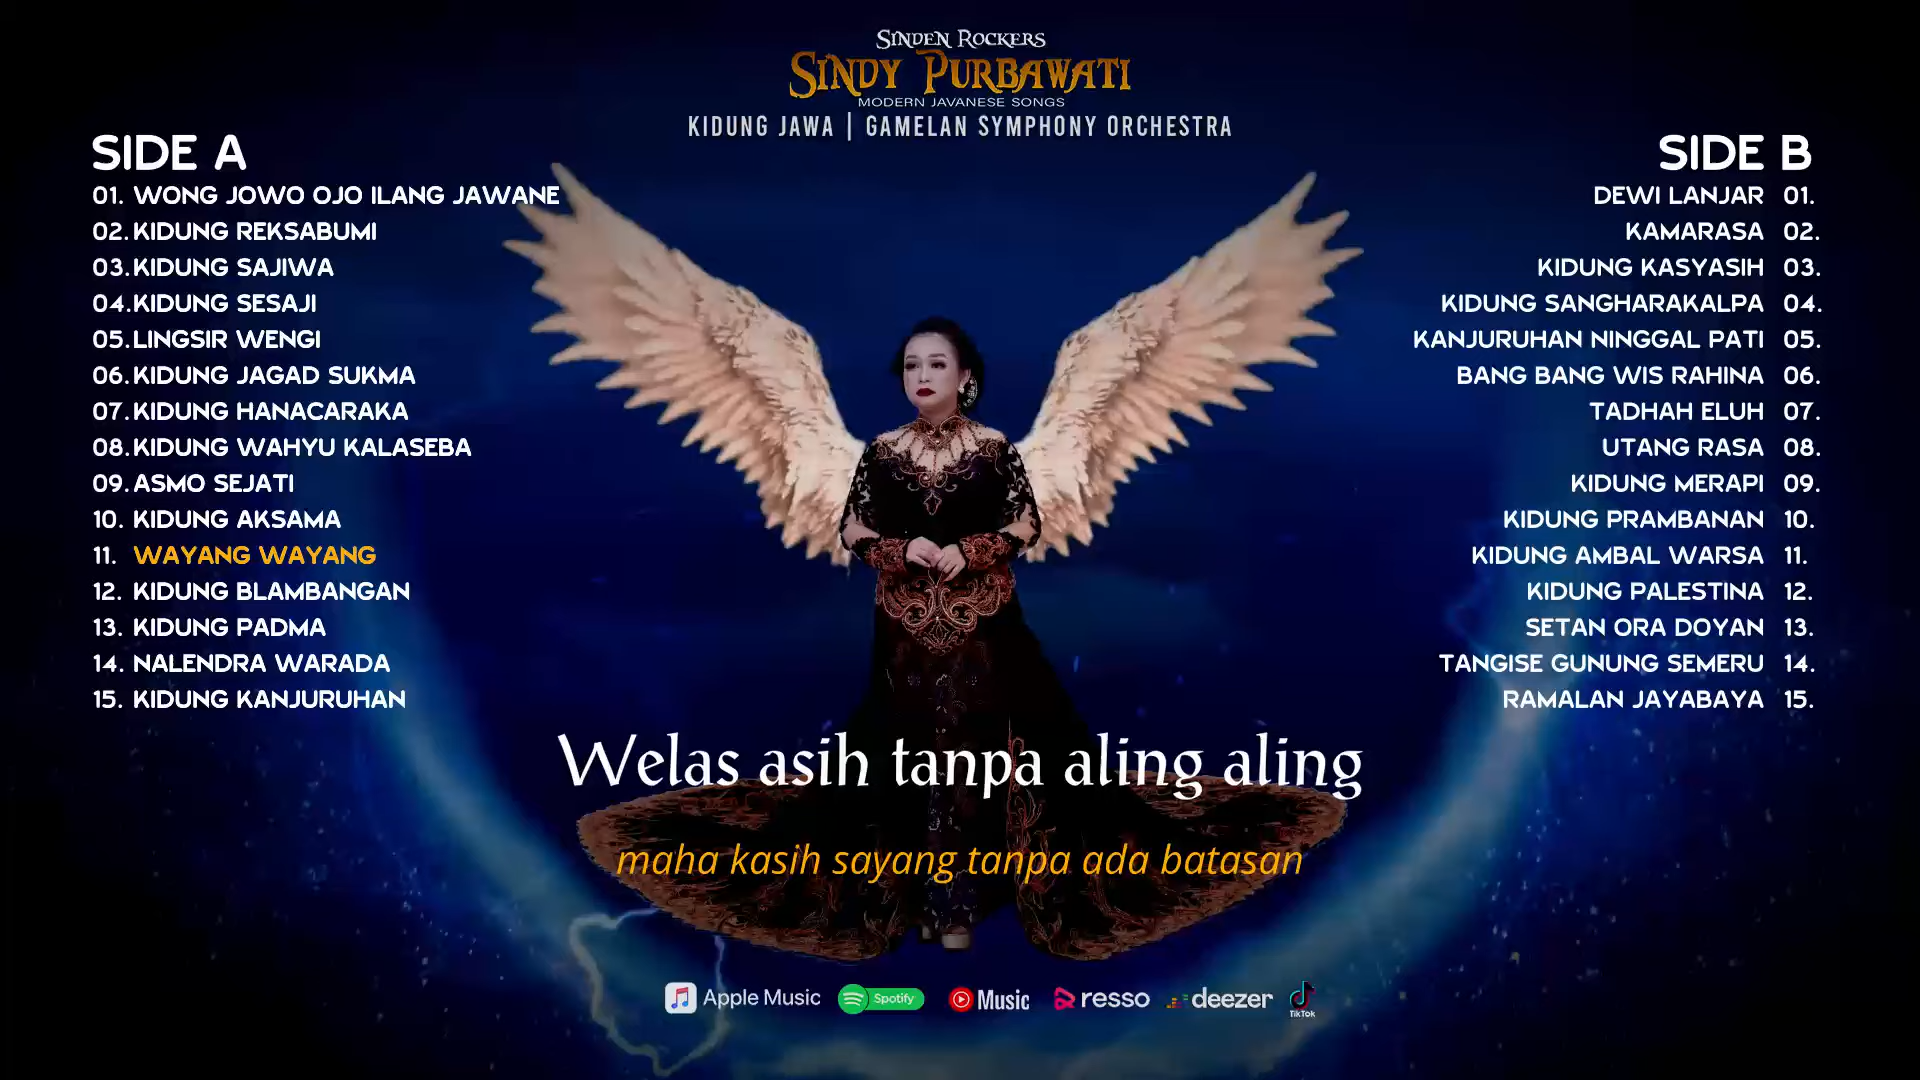 SINDEN ROCKERS
SINDY PURBAWATI
MODERN JAVANESE SONGS
KIDUNG JAWA | GAMELAN SYMPHONY ORCHESTRA
SIDE A
01. WONG JOWO OJO ILANG JAWANE
02. KIDUNG REKSABUMI
03. KIDUNG SAJIWA
04. KIDUNG SESAJI
05. LINGSIR WENGI
06. KIDUNG JAGAD SUKMA
07. KIDUNG HANACARAKA
08. KIDUNG WAHYU KALASEBA
09. ASMO SEJATI
10. KIDUNG AKSAMA
11. WAYANG WAYANG
12. KIDUNG BLAMBANGAN
13. KIDUNG PADMA
14. NALENDRA WARADA
15. KIDUNG KANJURUHAN
SIDE B
DEWI LANJAR 01.
KAMARASA 02.
KIDUNG KASYASIH 03.
KIDUNG SANGHARAKALPA 04.
KANJURUHAN NINGGAL PATI 05.
BANG BANG WIS RAHINA 06.
TADHAH ELUH 07.
UTANG RASA 08.
KIDUNG MERAPI 09.
KIDUNG PRAMBANAN 10.
KIDUNG AMBAL WARSA 11.
KIDUNG PALESTINA 12.
SETAN ORA DOYAN 13.
TANGISE GUNUNG SEMERU 14.
RAMALAN JAYABAYA 15.
Welas asih tanpa aling aling
maha kasih sayang tanpa ada batasan
Apple Music Spotify Music resso deezer TikTok